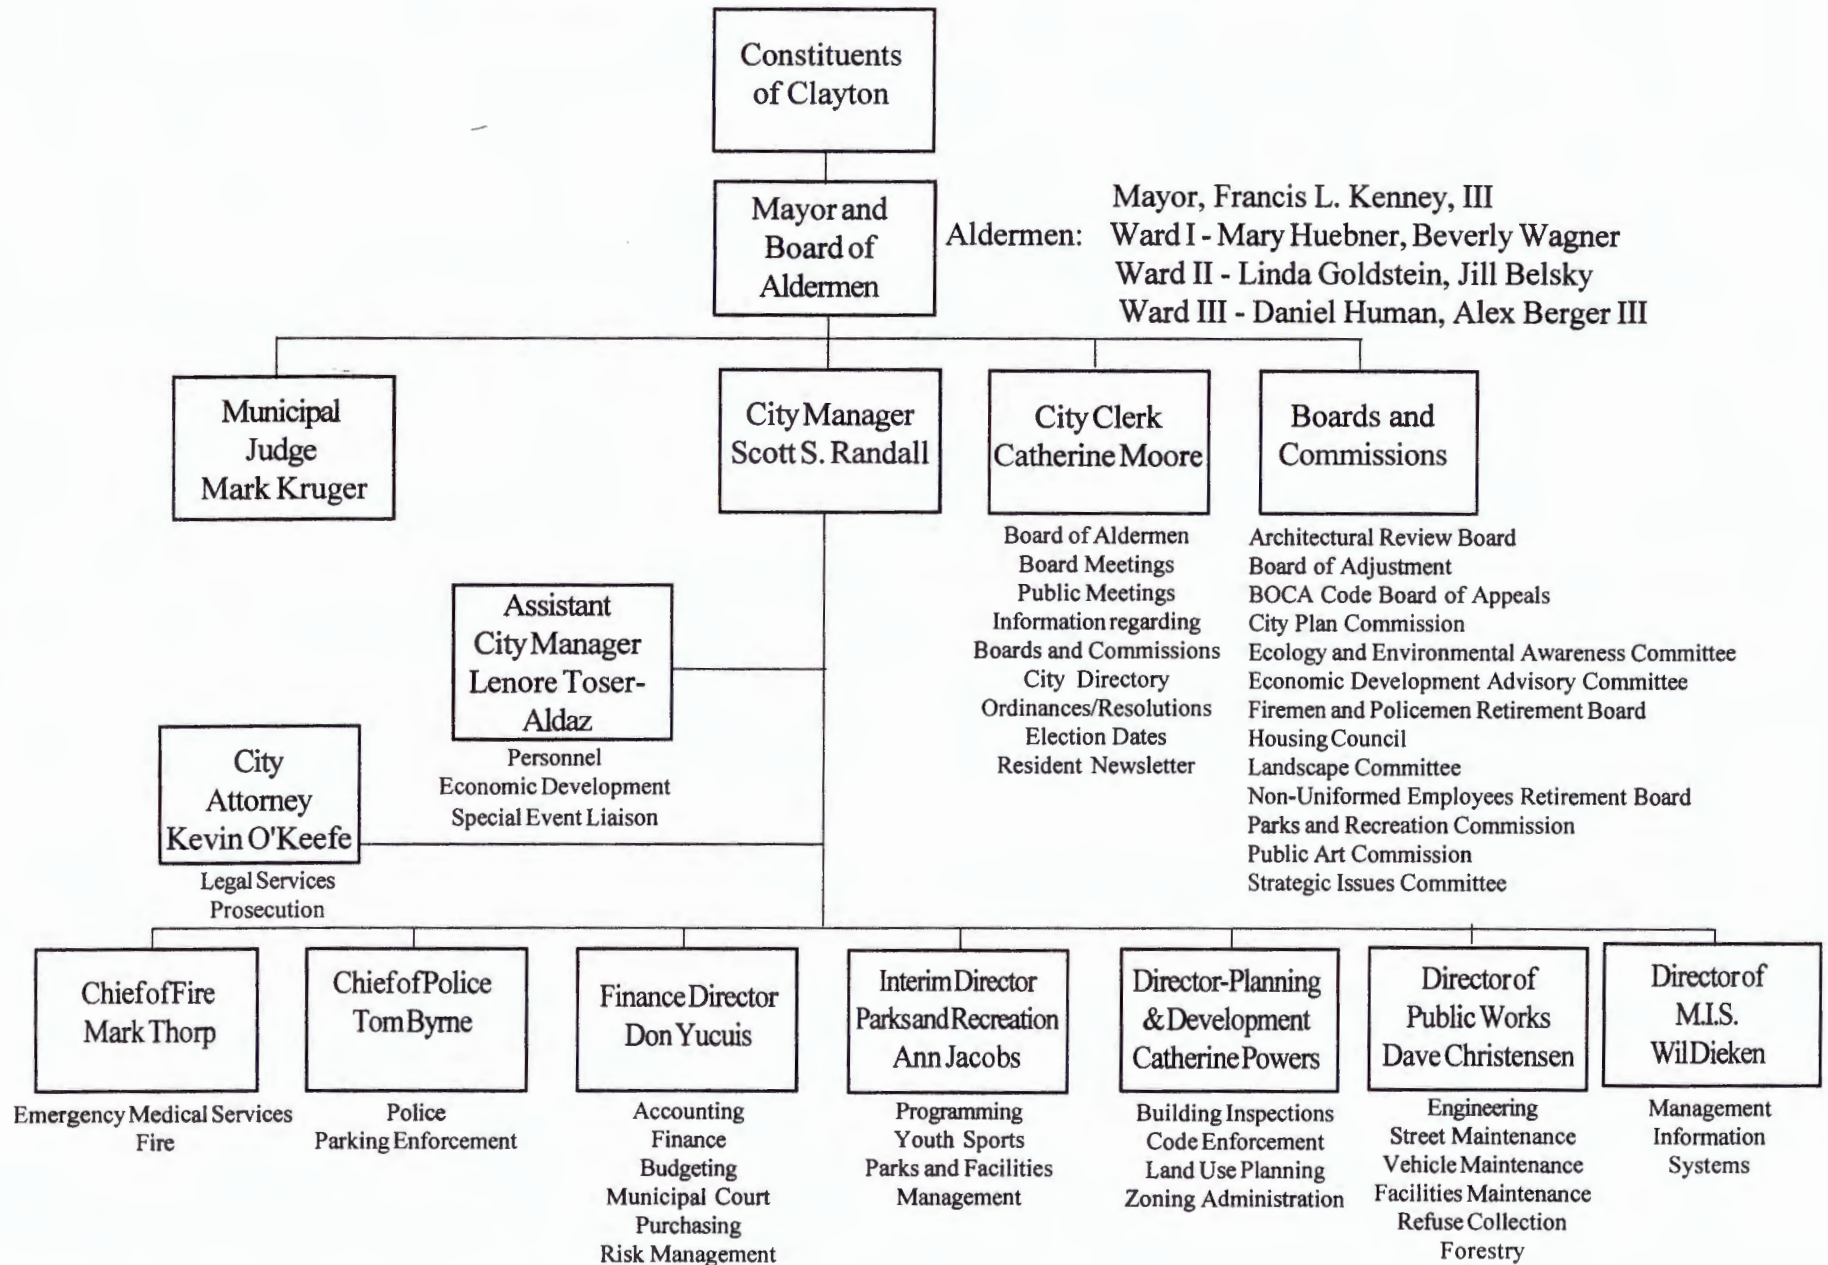 Constituents
of Clayton
Mayor and
Board of
Aldermen
Aldermen:
Mayor, Francis L. Kenney, III
Ward I - Mary Huebner, Beverly Wagner
Ward II - Linda Goldstein, Jill Belsky
Ward III - Daniel Human, Alex Berger III
Municipal
Judge
Mark Kruger
City Manager
Scott S. Randall
City Clerk
Catherine Moore
Board of Aldermen
Board Meetings
Public Meetings
Information regarding
Boards and Commissions
City Directory
Ordinances/Resolutions
Election Dates
Resident Newsletter
Boards and
Commissions
Architectural Review Board
Board of Adjustment
BOCA Code Board of Appeals
City Plan Commission
Ecology and Environmental Awareness Committee
Economic Development Advisory Committee
Firemen and Policemen Retirement Board
Housing Council
Landscape Committee
Non-Uniformed Employees Retirement Board
Parks and Recreation Commission
Public Art Commission
Strategic Issues Committee
Assistant
City Manager
Lenore Toser-
Aldaz
Personnel
Economic Development
Special Event Liaison
City
Attorney
Kevin O'Keefe
Legal Services
Prosecution
Chief of Fire
Mark Thorp
Emergency Medical Services
Fire
Chief of Police
Tom Byrne
Police
Parking Enforcement
Finance Director
Don Yucuis
Accounting
Finance
Budgeting
Municipal Court
Purchasing
Risk Management
Interim Director
Parks and Recreation
Ann Jacobs
Programming
Youth Sports
Parks and Facilities
Management
Director-Planning
& Development
Catherine Powers
Building Inspections
Code Enforcement
Land Use Planning
Zoning Administration
Director of
Public Works
Dave Christensen
Engineering
Street Maintenance
Vehicle Maintenance
Facilities Maintenance
Refuse Collection
Forestry
Director of
M.I.S.
Wil Dieken
Management
Information
Systems